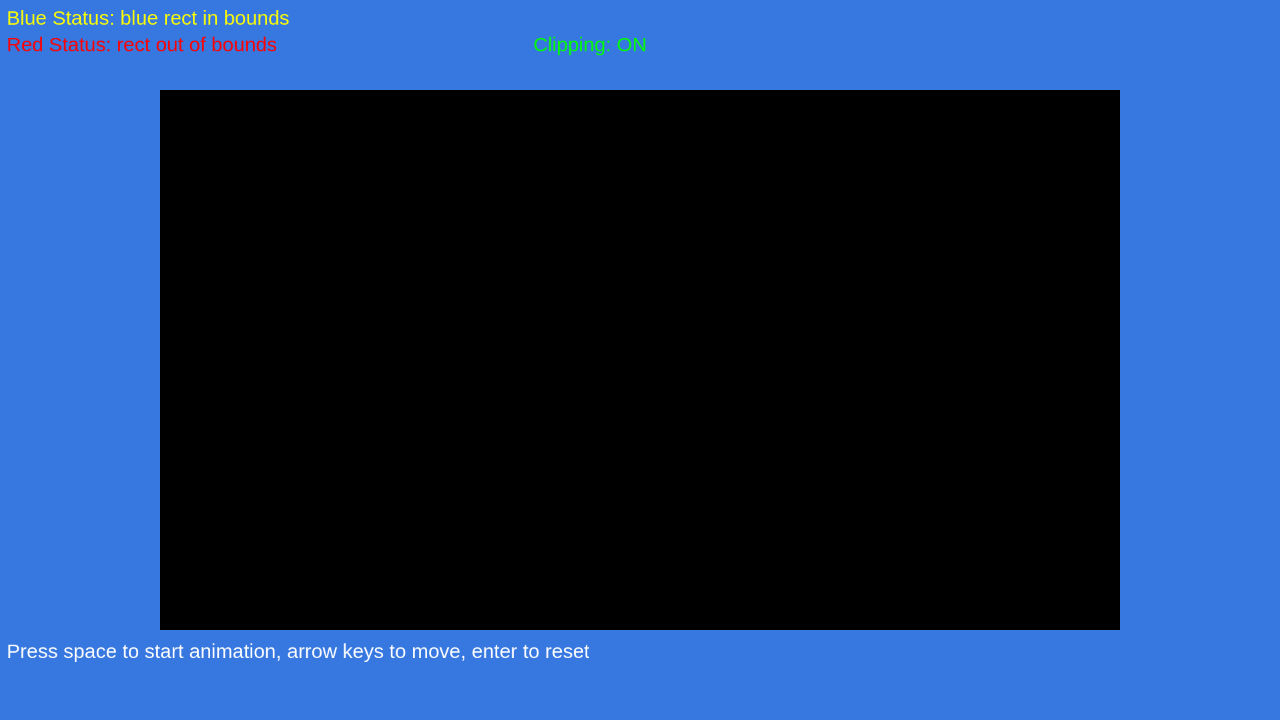 Blue Status: blue rect in bounds
Red Status: rect out of bounds
Clipping: ON
Press space to start animation, arrow keys to move, enter to reset